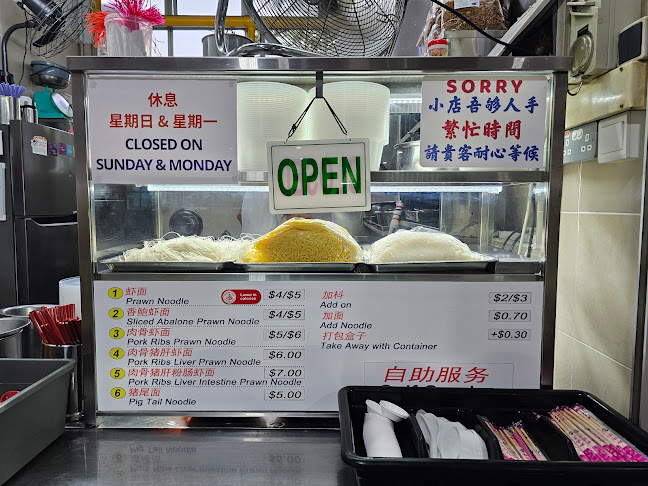 休息
星期日 & 星期一
CLOSED ON
SUNDAY & MONDAY
OPEN
SORRY
小店吾够人手
繁忙時間
請貴客耐心等候
1 虾面
Prawn Noodle
Lower in calories
$4/$5
2 香鲍虾面
Sliced Abalone Prawn Noodle
$4/$5
3 肉骨虾面
Pork Ribs Prawn Noodle
$5/$6
4 肉骨猪肝虾面
Pork Ribs Liver Prawn Noodle
$6.00
5 肉骨猪肝粉肠虾面
Pork Ribs Liver Intestine Prawn Noodle
$7.00
6 猪尾面
Pig Tail Noodle
$5.00
加料
Add on
$2/$3
加面
Add Noodle
$0.70
打包盒子
Take Away with Container
+$0.30
自助服务